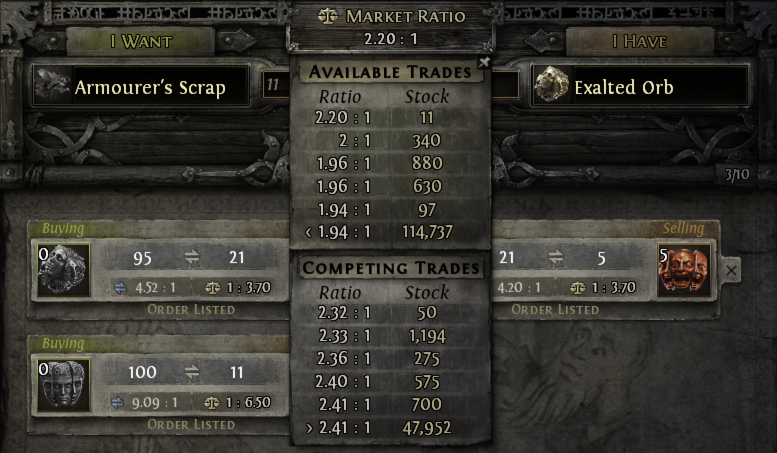 MARKET RATIO
2.20 : 1
I WANT
I HAVE
Armourer's Scrap
11
Exalted Orb
AVAILABLE TRADES
Ratio Stock
2.20 : 1 11
2 : 1 340
1.96 : 1 880
1.96 : 1 630
1.94 : 1 97
< 1.94 : 1 114,737
3/10
COMPETING TRADES
Ratio Stock
2.32 : 1 50
2.33 : 1 1,194
2.36 : 1 275
2.40 : 1 575
2.41 : 1 700
> 2.41 : 1 47,952
Buying
0
95 21
4.52 : 1 1 : 3.70
ORDER LISTED
Selling
21 5
5
4.20 : 1 1 : 3.70
ORDER LISTED
Buying
0
100 11
9.09 : 1 1 : 6.50
ORDER LISTED